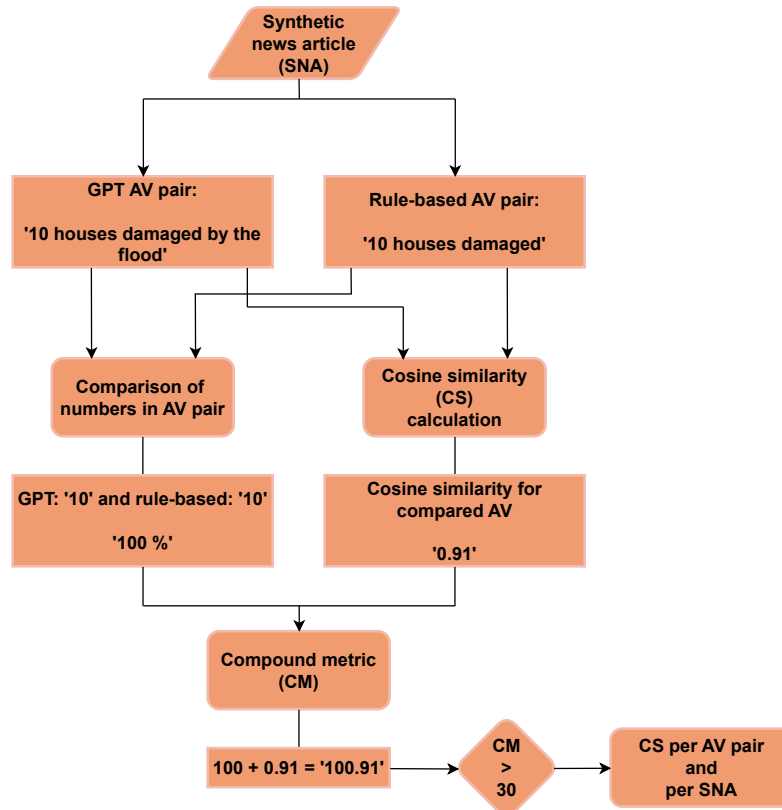 Synthetic
news article
(SNA)
GPT AV pair:
'10 houses damaged by the
flood'
Rule-based AV pair:
'10 houses damaged'
Comparison of
numbers in AV pair
Cosine similarity
(CS)
calculation
GPT: '10' and rule-based: '10'
'100 %'
Cosine similarity for
compared AV
'0.91'
Compound metric
(CM)
100 + 0.91 = '100.91'
CM
>
30
CS per AV pair
and
per SNA